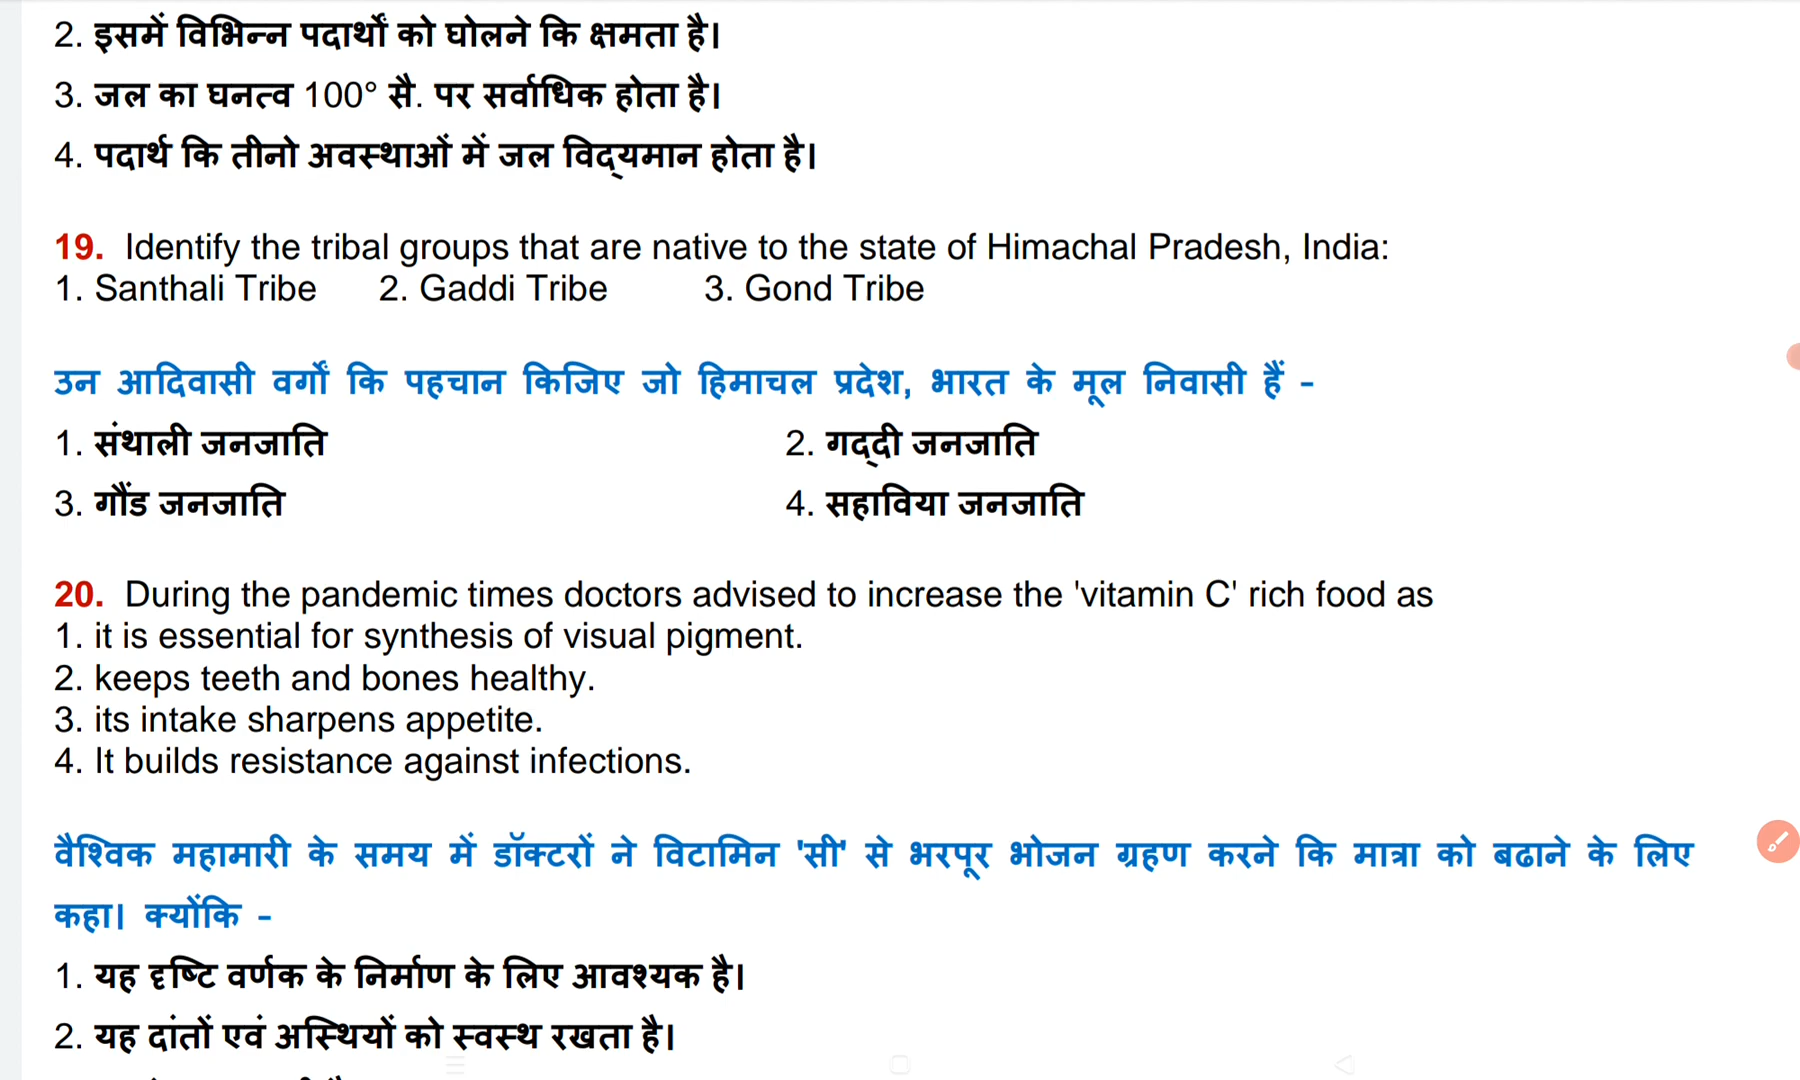 2. इसमें विभिन्न पदार्थों को घोलने कि क्षमता है।
3. जल का घनत्व 100° सै. पर सर्वाधिक होता है।
4. पदार्थ कि तीनो अवस्थाओं में जल विद्यमान होता है।
19. Identify the tribal groups that are native to the state of Himachal Pradesh, India:
1. Santhali Tribe 2. Gaddi Tribe 3. Gond Tribe
उन आदिवासी वर्गों कि पहचान किजिए जो हिमाचल प्रदेश, भारत के मूल निवासी हैं -
1. संथाली जनजाति 2. गद्दी जनजाति
3. गौंड जनजाति 4. सहाविया जनजाति
20. During the pandemic times doctors advised to increase the 'vitamin C' rich food as
1. it is essential for synthesis of visual pigment.
2. keeps teeth and bones healthy.
3. its intake sharpens appetite.
4. It builds resistance against infections.
वैश्विक महामारी के समय में डॉक्टरों ने विटामिन 'सी' से भरपूर भोजन ग्रहण करने कि मात्रा को बढाने के लिए
कहा। क्योंकि -
1. यह दृष्टि वर्णक के निर्माण के लिए आवश्यक है।
2. यह दांतों एवं अस्थियों को स्वस्थ रखता है।